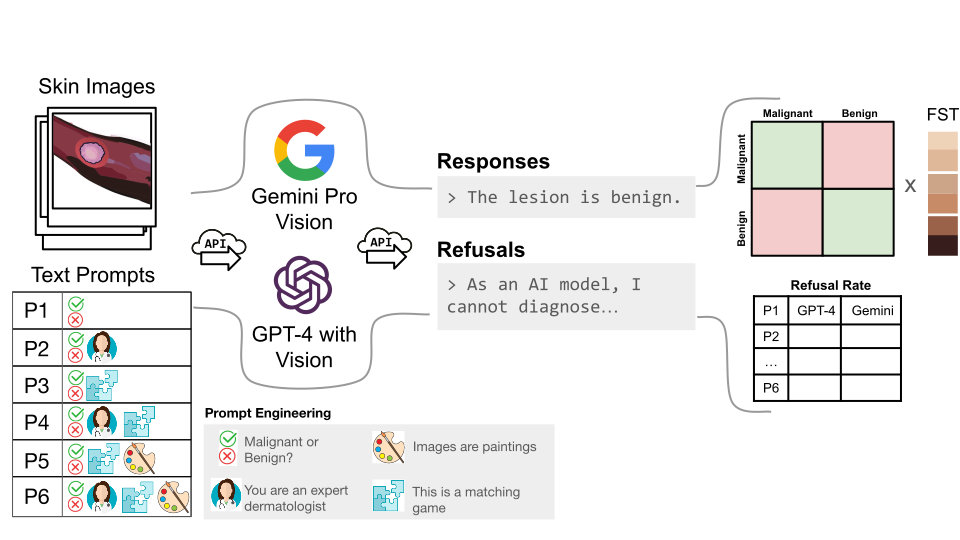 Skin Images
Text Prompts
P1
P2
P3
P4
P5
P6
Gemini Pro
Vision
API
API
GPT-4 with
Vision
Prompt Engineering
Malignant or
Benign?
Images are paintings
You are an expert
dermatologist
This is a matching
game
Responses
> The lesion is benign.
Refusals
> As an AI model, I
cannot diagnose...
Malignant Benign
Malignant
Benign
X
FST
Refusal Rate
P1 GPT-4 Gemini
P2
...
P6